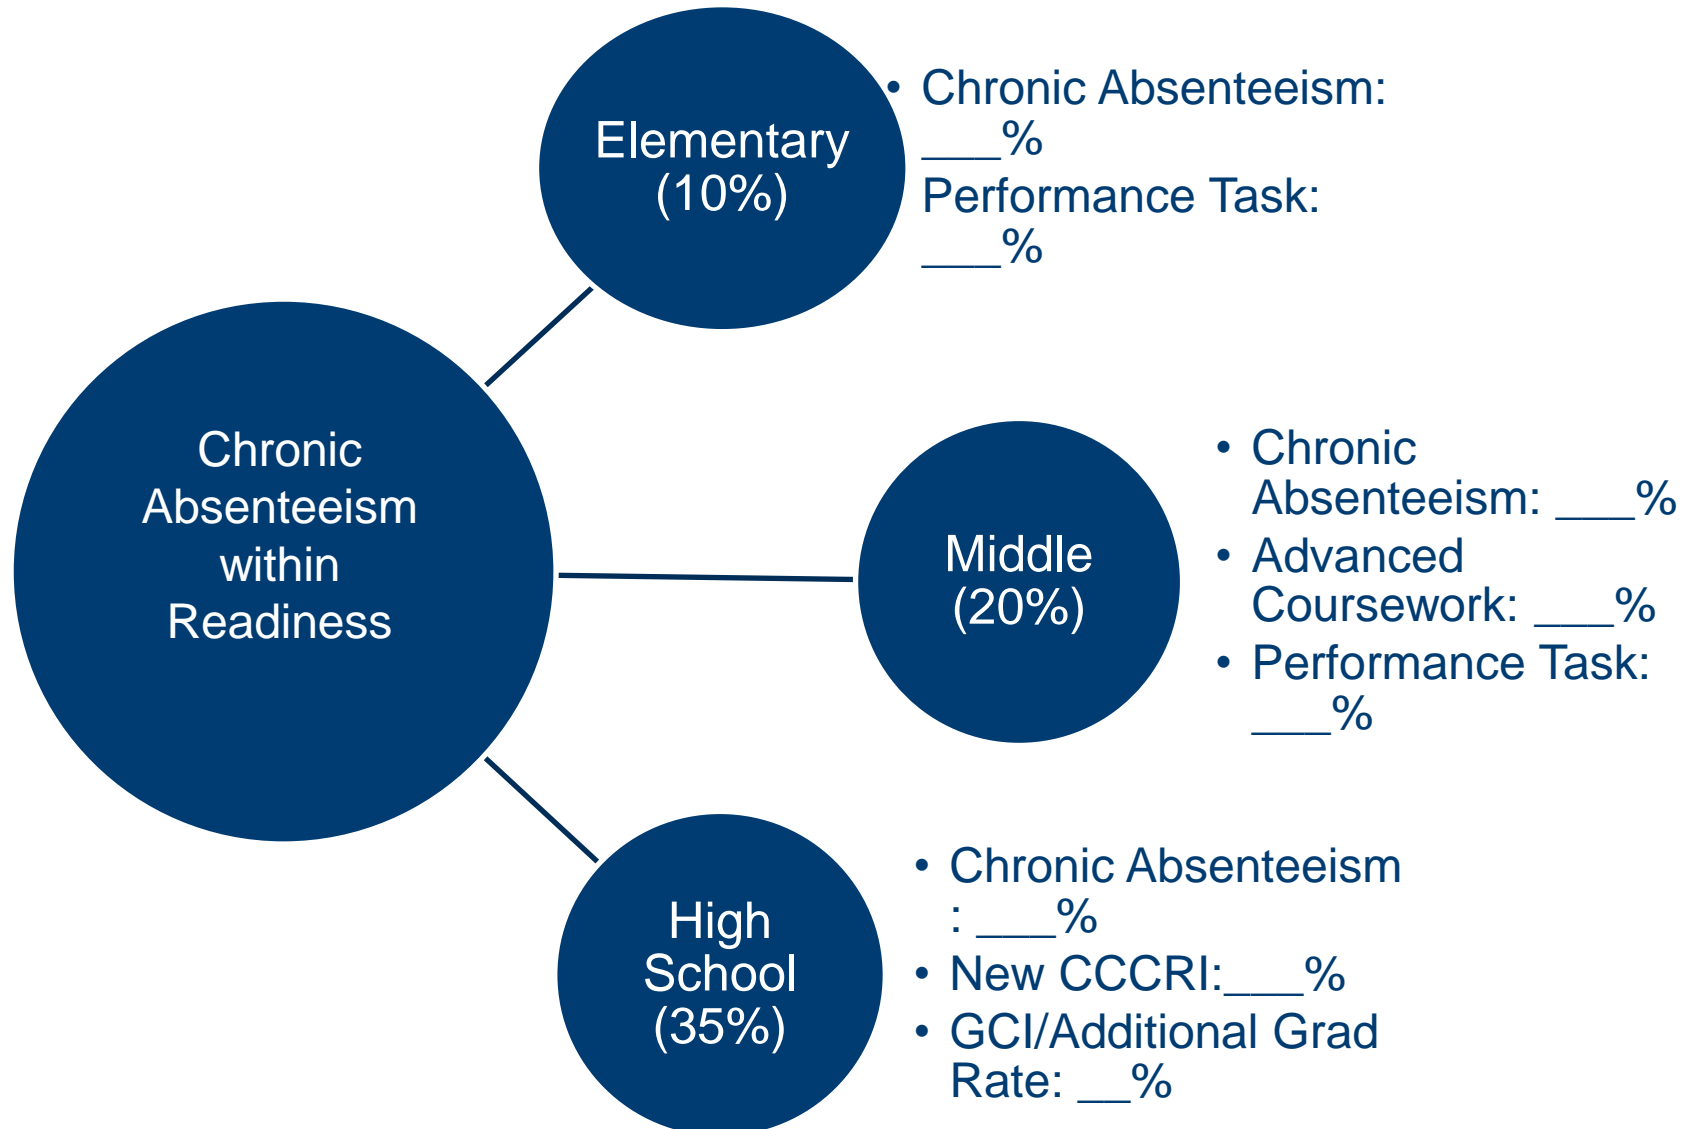 Chronic
Absenteeism
within
Readiness
Elementary
(10%)
• Chronic Absenteeism:
___%
Performance Task:
___%
Middle
(20%)
• Chronic
Absenteeism: ___%
• Advanced
Coursework: ___%
• Performance Task:
___%
High
School
(35%)
• Chronic Absenteeism
: ___%
• New CCCRI:___%
• GCI/Additional Grad
Rate: __%